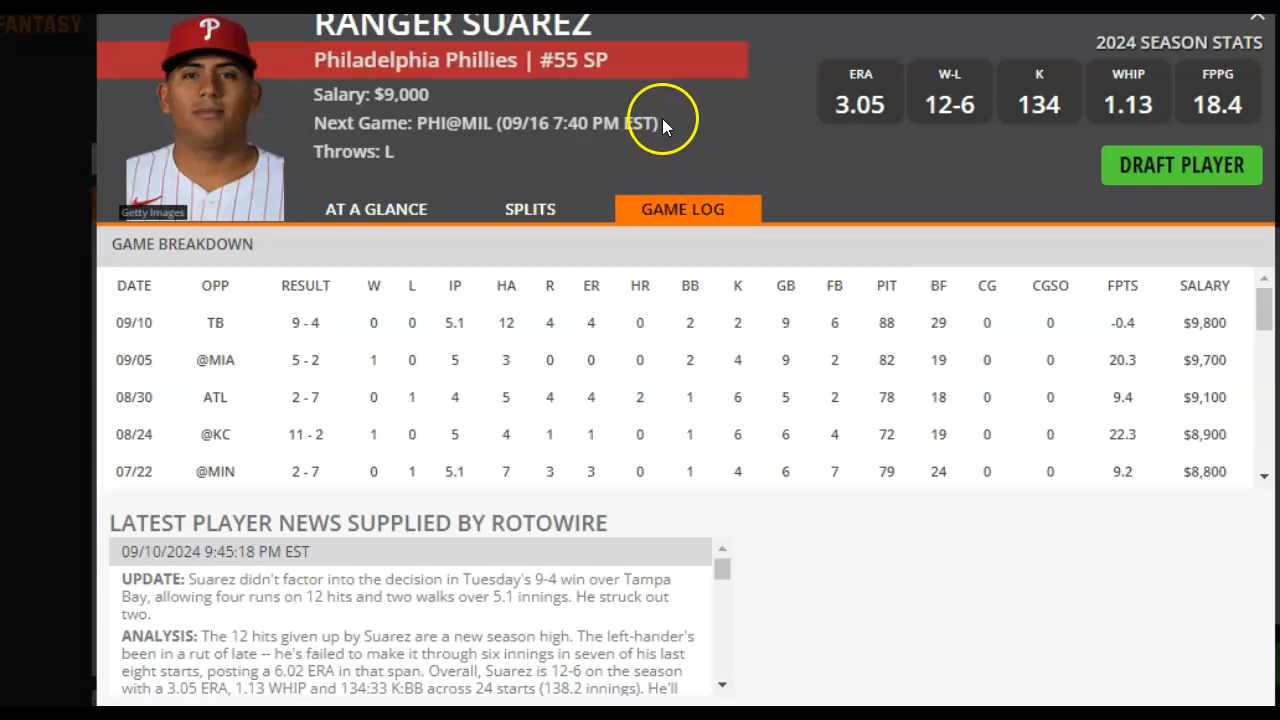 FANTASY
RANGER SUAREZ
Philadelphia Phillies | #55 SP
Salary: $9,000
Next Game: PHI@MIL (09/16 7:40 PM EST)
Throws: L
Getty Images
P
2024 SEASON STATS
ERA W-L K WHIP FPPG
3.05 12-6 134 1.13 18.4
DRAFT PLAYER
AT A GLANCE SPLITS GAME LOG
GAME BREAKDOWN
DATE OPP RESULT W L IP HA R ER HR BB K GB FB PIT BF CG CGSO FPTS SALARY
09/10 TB 9 - 4 0 0 5.1 12 4 4 0 2 2 9 6 88 29 0 0 -0.4 $9,800
09/05 @MIA 5 - 2 1 0 5 3 0 0 0 2 4 9 2 82 19 0 0 20.3 $9,700
08/30 ATL 2 - 7 0 1 4 5 4 4 2 1 6 5 2 78 18 0 0 9.4 $9,100
08/24 @KC 11 - 2 1 0 5 4 1 1 0 1 6 6 4 72 19 0 0 22.3 $8,900
07/22 @MIN 2 - 7 0 1 5.1 7 3 3 0 1 4 6 7 79 24 0 0 9.2 $8,800
LATEST PLAYER NEWS SUPPLIED BY ROTOWIRE
09/10/2024 9:45:18 PM EST
UPDATE: Suarez didn't factor into the decision in Tuesday's 9-4 win over Tampa
Bay, allowing four runs on 12 hits and two walks over 5.1 innings. He struck out
two.
ANALYSIS: The 12 hits given up by Suarez are a new season high. The left-hander's
been in a rut of late -- he's failed to make it through six innings in seven of his last
eight starts, posting a 6.02 ERA in that span. Overall, Suarez is 12-6 on the season
with a 3.05 ERA, 1.13 WHIP and 134:33 K:BB across 24 starts (138.2 innings). He'll